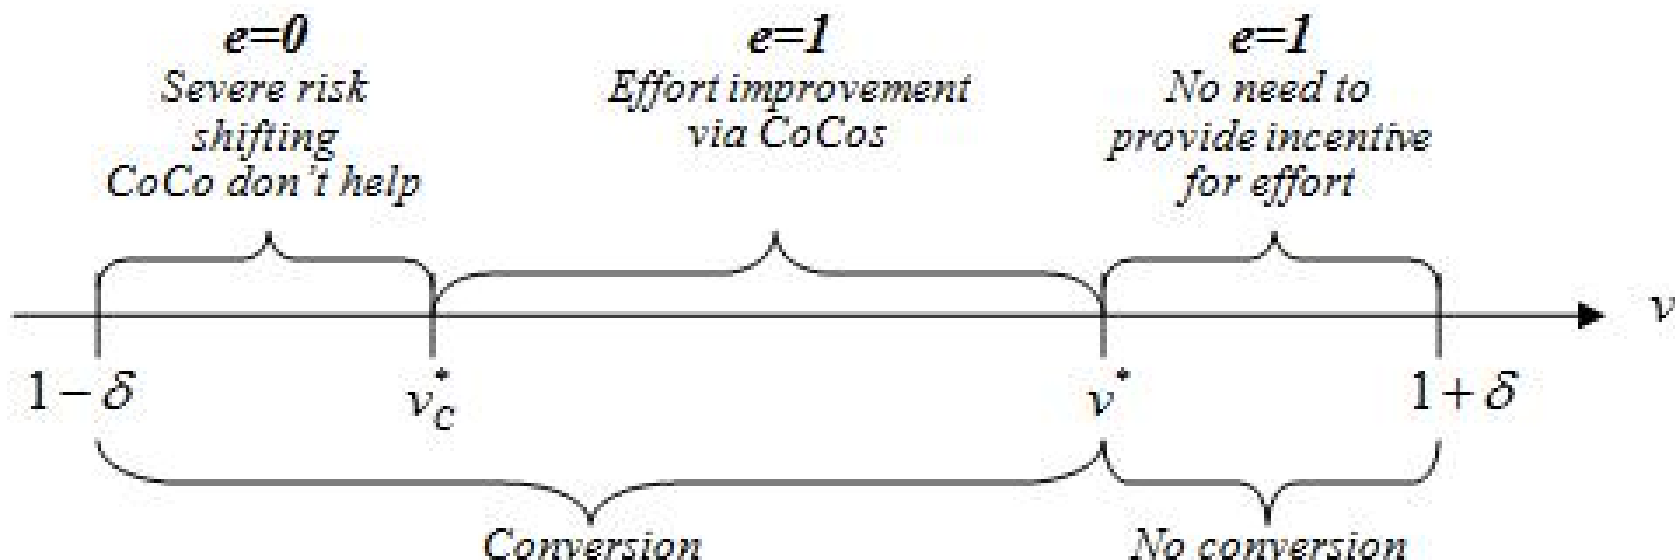 e=0
Severe risk
shifting
CoCo don't help
e=1
Effort improvement
via CoCos
e=1
No need to
provide incentive
for effort
v
1−δ
v*C
v*
1+δ
Conversion
No conversion